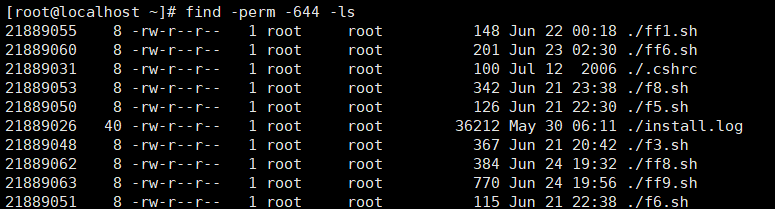 [root@localhost ~]# find -perm -644 -ls
21889055    8 -rw-r--r--   1 root     root          148 Jun 22 00:18 ./ff1.sh
21889060    8 -rw-r--r--   1 root     root          201 Jun 23 02:30 ./ff6.sh
21889031    8 -rw-r--r--   1 root     root          100 Jul 12  2006 ./.cshrc
21889053    8 -rw-r--r--   1 root     root          342 Jun 21 23:38 ./f8.sh
21889050    8 -rw-r--r--   1 root     root          126 Jun 21 22:30 ./f5.sh
21889026   40 -rw-r--r--   1 root     root        36212 May 30 06:11 ./install.log
21889048    8 -rw-r--r--   1 root     root          367 Jun 21 20:42 ./f3.sh
21889062    8 -rw-r--r--   1 root     root          384 Jun 24 19:32 ./ff8.sh
21889063    8 -rw-r--r--   1 root     root          770 Jun 24 19:56 ./ff9.sh
21889051    8 -rw-r--r--   1 root     root          115 Jun 21 22:38 ./f6.sh